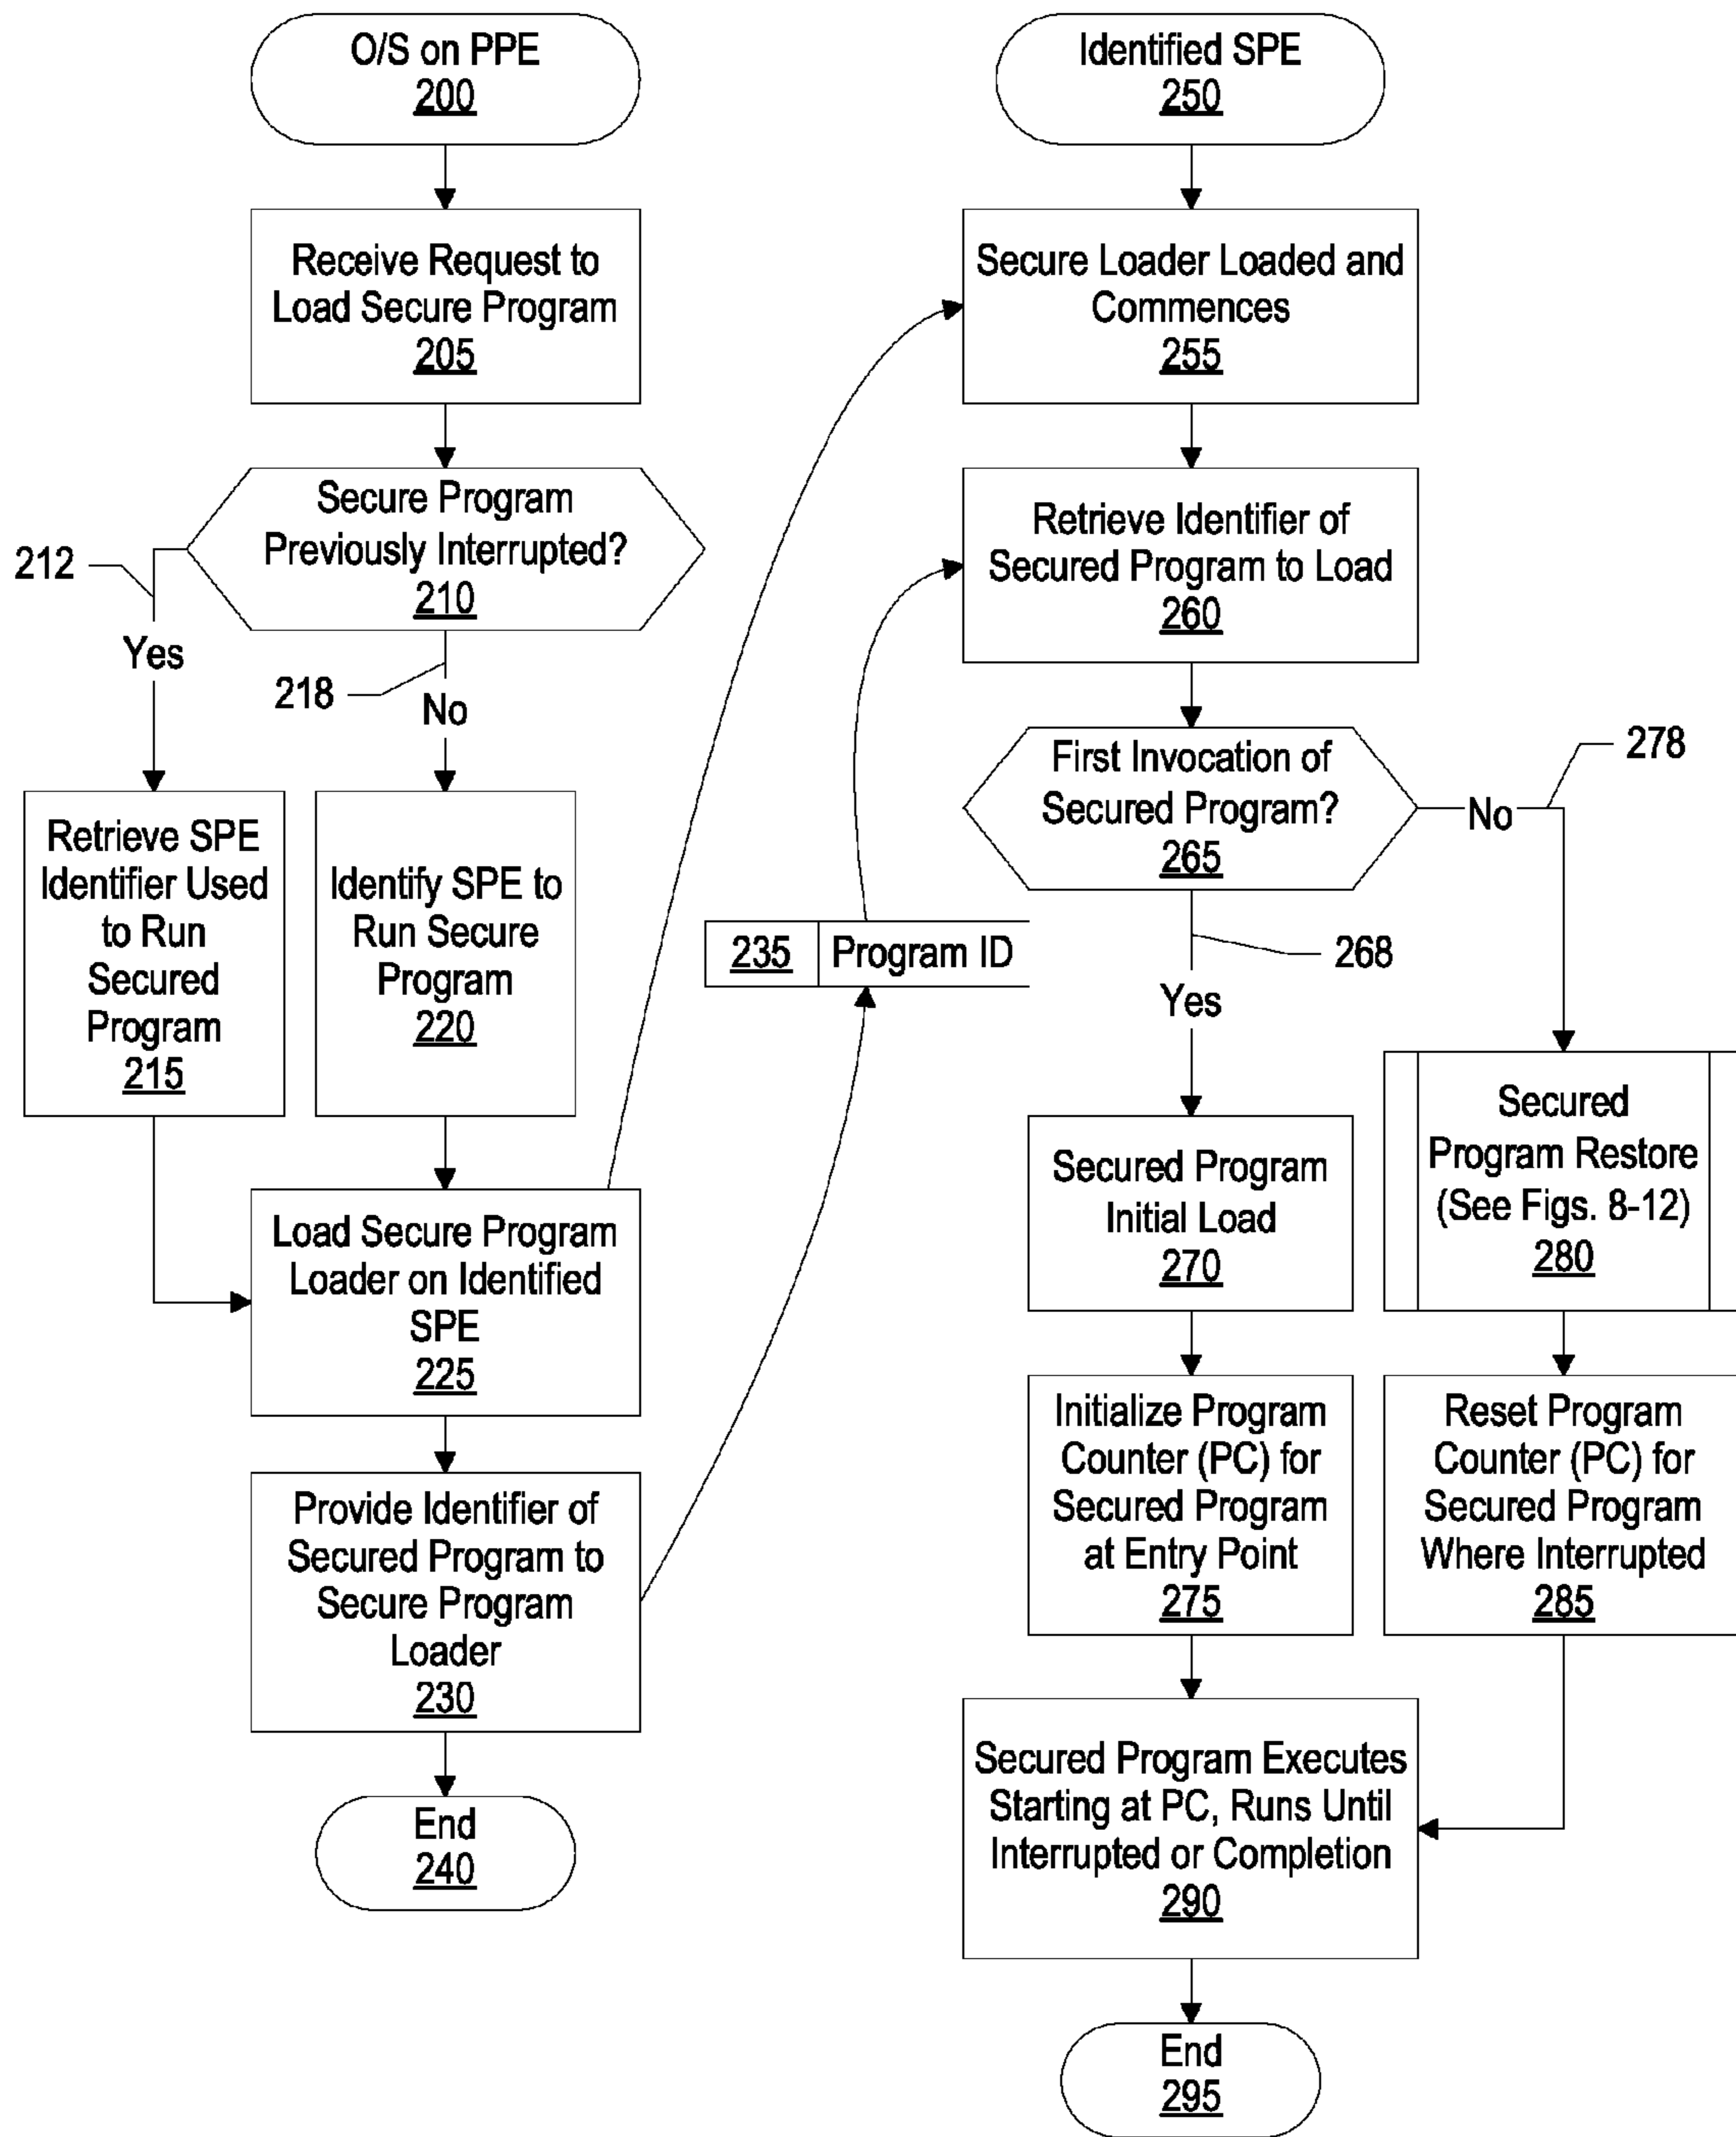 O/S on PPE
200
Receive Request to
Load Secure Program
205
Secure Program
Previously Interrupted?
210
212
Yes
218
No
Retrieve SPE
Identifier Used
to Run
Secured
Program
215
Identify SPE to
Run Secure
Program
220
Load Secure Program
Loader on Identified
SPE
225
Provide Identifier of
Secured Program to
Secure Program
Loader
230
End
240
235 Program ID
Identified SPE
250
Secure Loader Loaded and
Commences
255
Retrieve Identifier of
Secured Program to Load
260
First Invocation of
Secured Program?
265
278
No
268
Yes
Secured Program
Initial Load
270
Secured
Program Restore
(See Figs. 8-12)
280
Initialize Program
Counter (PC) for
Secured Program
at Entry Point
275
Reset Program
Counter (PC) for
Secured Program
Where Interrupted
285
Secured Program Executes
Starting at PC, Runs Until
Interrupted or Completion
290
End
295